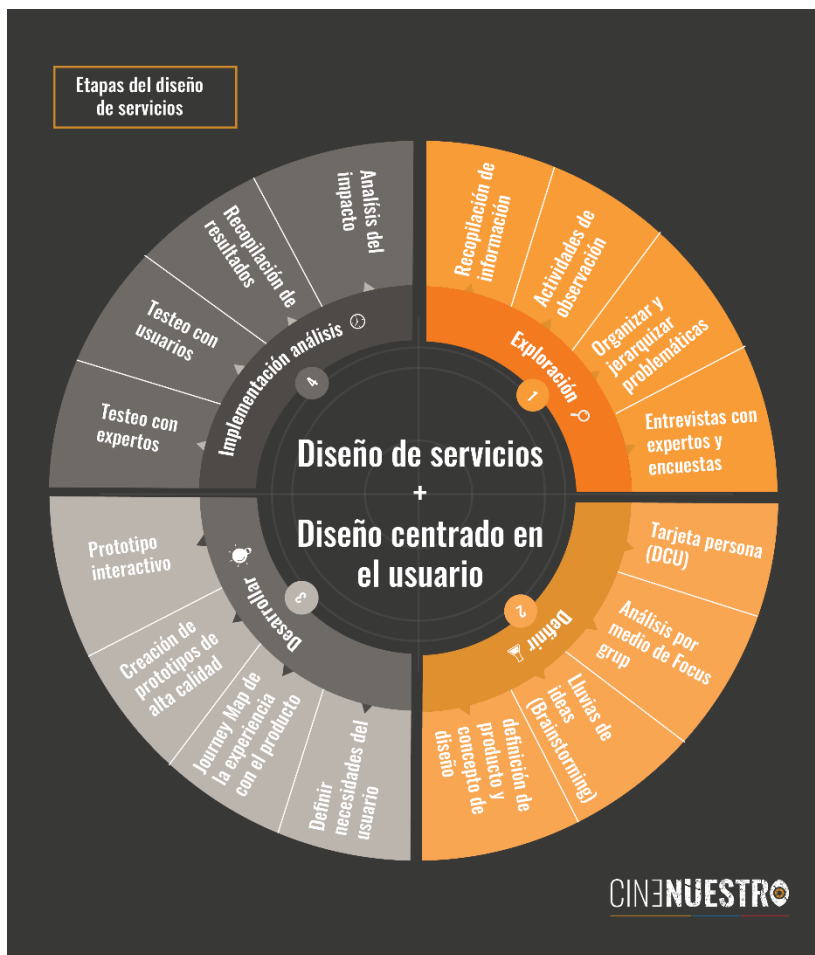 Etapas del diseño
de servicios
Recopilación de
información
Actividades de
observación
Organizar y
jerarquizar
problemáticas
Entrevistas con
expertos y
encuestas
Exploración
1
Tarjeta persona
(DCU)
Análisis por
medio de Focus
grup
Lluvias de
ideas
(Brainstorming)
definición de
producto y
concepto de
diseño
Definir
2
Definir
necesidades del
usuario
Journey Map de
la experiencia
con el producto
Creación de
prototipos de
alta calidad
Prototipo
interactivo
Desarrollar
3
Testeo con
expertos
Testeo con
usuarios
Recopilación de
resultados
Analísis del
impacto
Implementación análisis
4
Diseño de servicios
+
Diseño centrado en
el usuario
CINENUESTRO